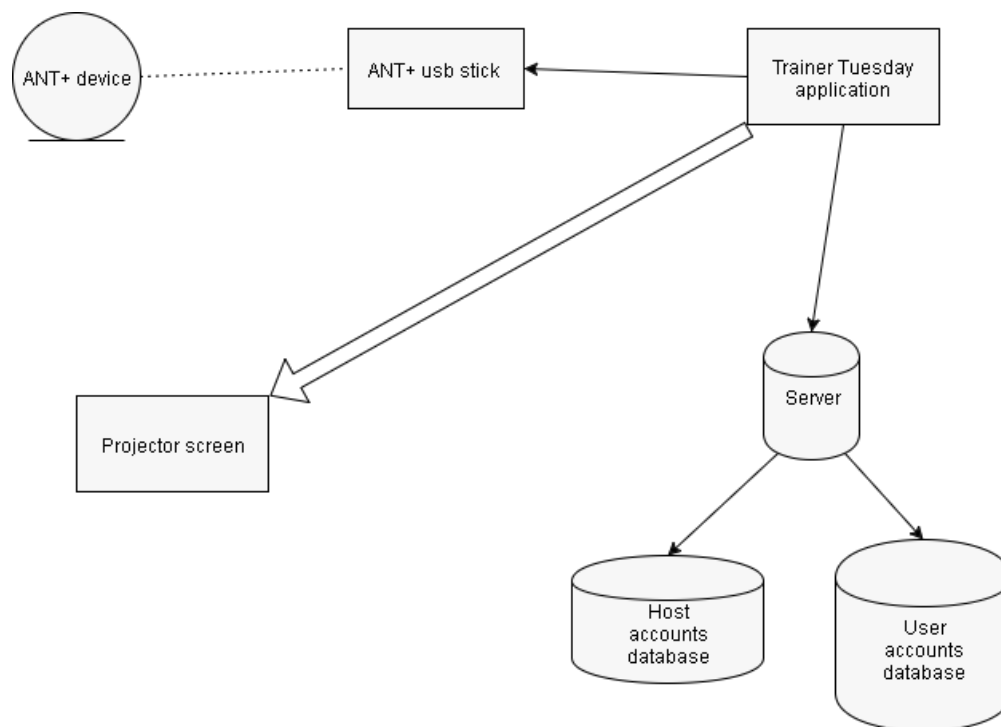 ANT+ device
ANT+ usb stick
Trainer Tuesday
application
Server
Projector screen
Host
accounts
database
User
accounts
database